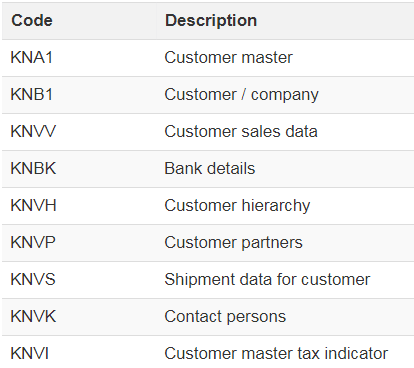 Code Description
KNA1 Customer master
KNB1 Customer / company
KNVV Customer sales data
KNBK Bank details
KNVH Customer hierarchy
KNVP Customer partners
KNVS Shipment data for customer
KNVK Contact persons
KNVI Customer master tax indicator